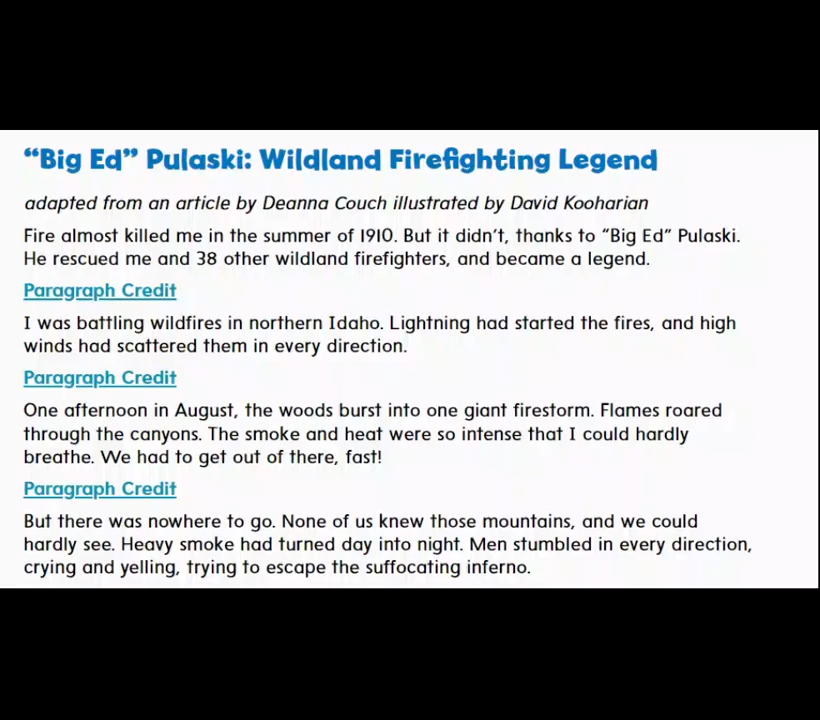 “Big Ed” Pulaski: Wildland Firefighting Legend
adapted from an article by Deanna Couch illustrated by David Kooharian
Fire almost killed me in the summer of 1910. But it didn’t, thanks to “Big Ed” Pulaski.
He rescued me and 38 other wildland firefighters, and became a legend.
Paragraph Credit
I was battling wildfires in northern Idaho. Lightning had started the fires, and high
winds had scattered them in every direction.
Paragraph Credit
One afternoon in August, the woods burst into one giant firestorm. Flames roared
through the canyons. The smoke and heat were so intense that I could hardly
breathe. We had to get out of there, fast!
Paragraph Credit
But there was nowhere to go. None of us knew those mountains, and we could
hardly see. Heavy smoke had turned day into night. Men stumbled in every direction,
crying and yelling, trying to escape the suffocating inferno.